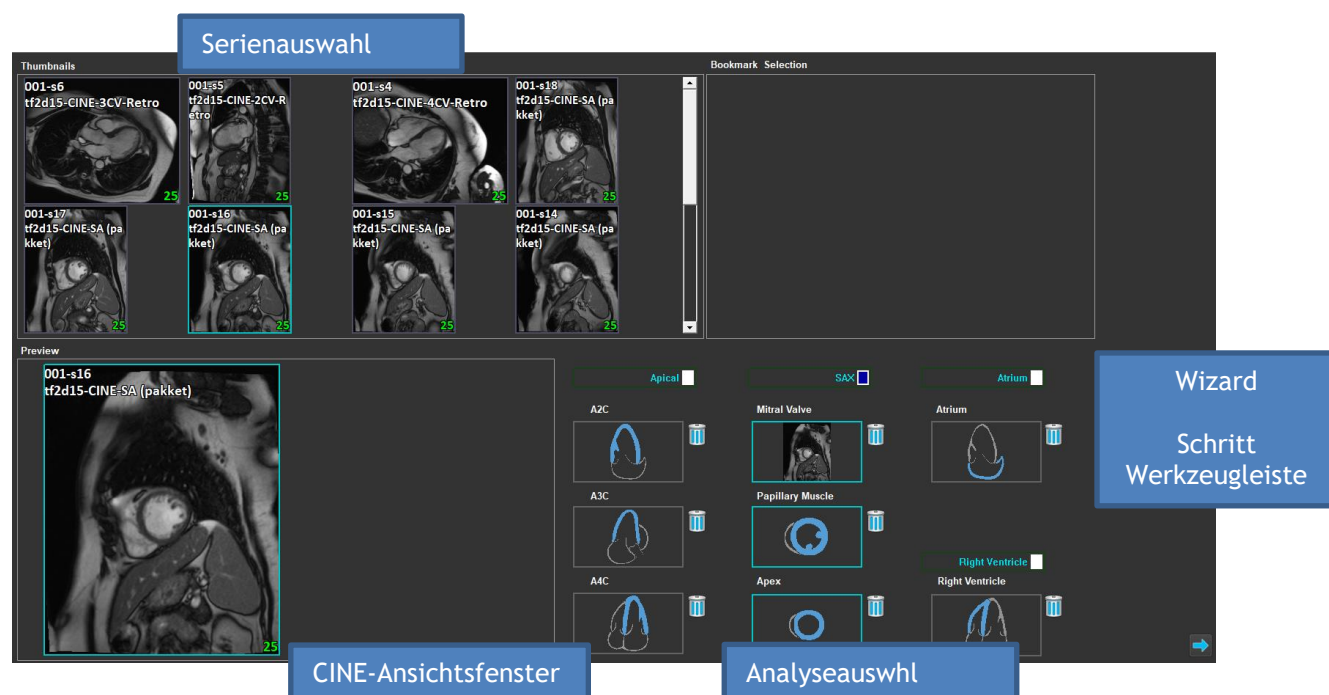 Serienauswahl
Thumbnails
Bookmark Selection
001-s6
tf2d15-CINE-3CV-Retro
25
001-s5
tf2d15-CINE-2CV-R
etro
25
001-s4
tf2d15-CINE-4CV-Retro
25
001-s18
tf2d15-CINE-SA (pa
kket)
25
001-s17
tf2d15-CINE-SA (pa
kket)
25
001-s16
tf2d15-CINE-SA (pa
kket)
25
001-s15
tf2d15-CINE-SA (pa
kket)
25
001-s14
tf2d15-CINE-SA (pa
kket)
25
Preview
001-s16
tf2d15-CINE-SA (pakket)
25
Apical
SAX
Atrium
A2C
Mitral Valve
Atrium
A3C
Papillary Muscle
Right Ventricle
A4C
Apex
Right Ventricle
Wizard
Schritt
Werkzeugleiste
CINE-Ansichtsfenster
Analyseauswhl